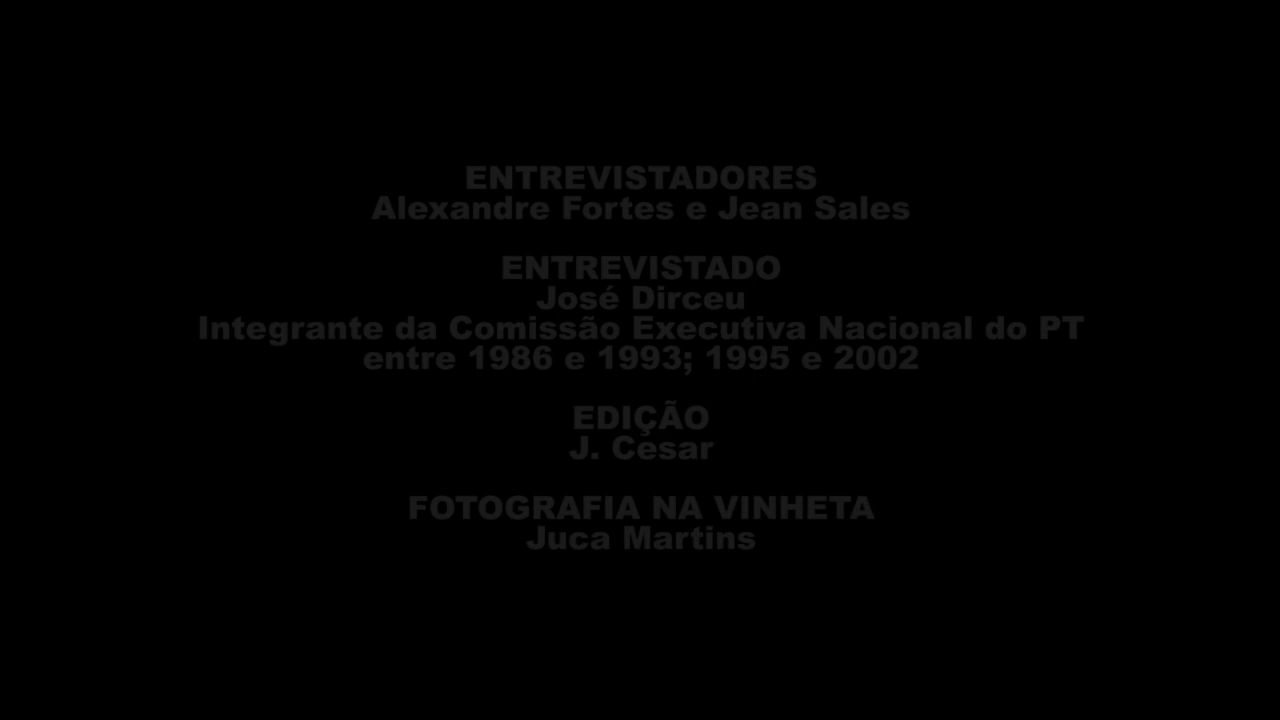 ENTREVISTADORES
Alexandre Fortes e Jean Sales
ENTREVISTADO
José Dirceu
Integrante da Comissão Executiva Nacional do PT
entre 1986 e 1993; 1995 e 2002
EDIÇÃO
J. Cesar
FOTOGRAFIA NA VINHETA
Juca Martins